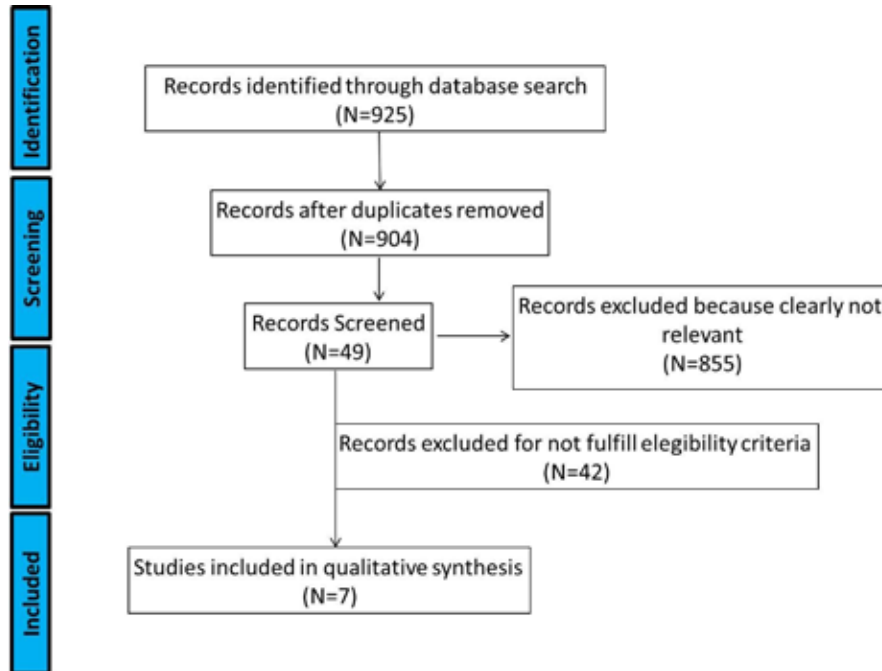 Identification
Records identified through database search
(N=925)
Screening
Records after duplicates removed
(N=904)
Records Screened
(N=49)
Records excluded because clearly not
relevant
(N=855)
Eligibility
Records excluded for not fulfill elegibility criteria
(N=42)
Included
Studies included in qualitative synthesis
(N=7)